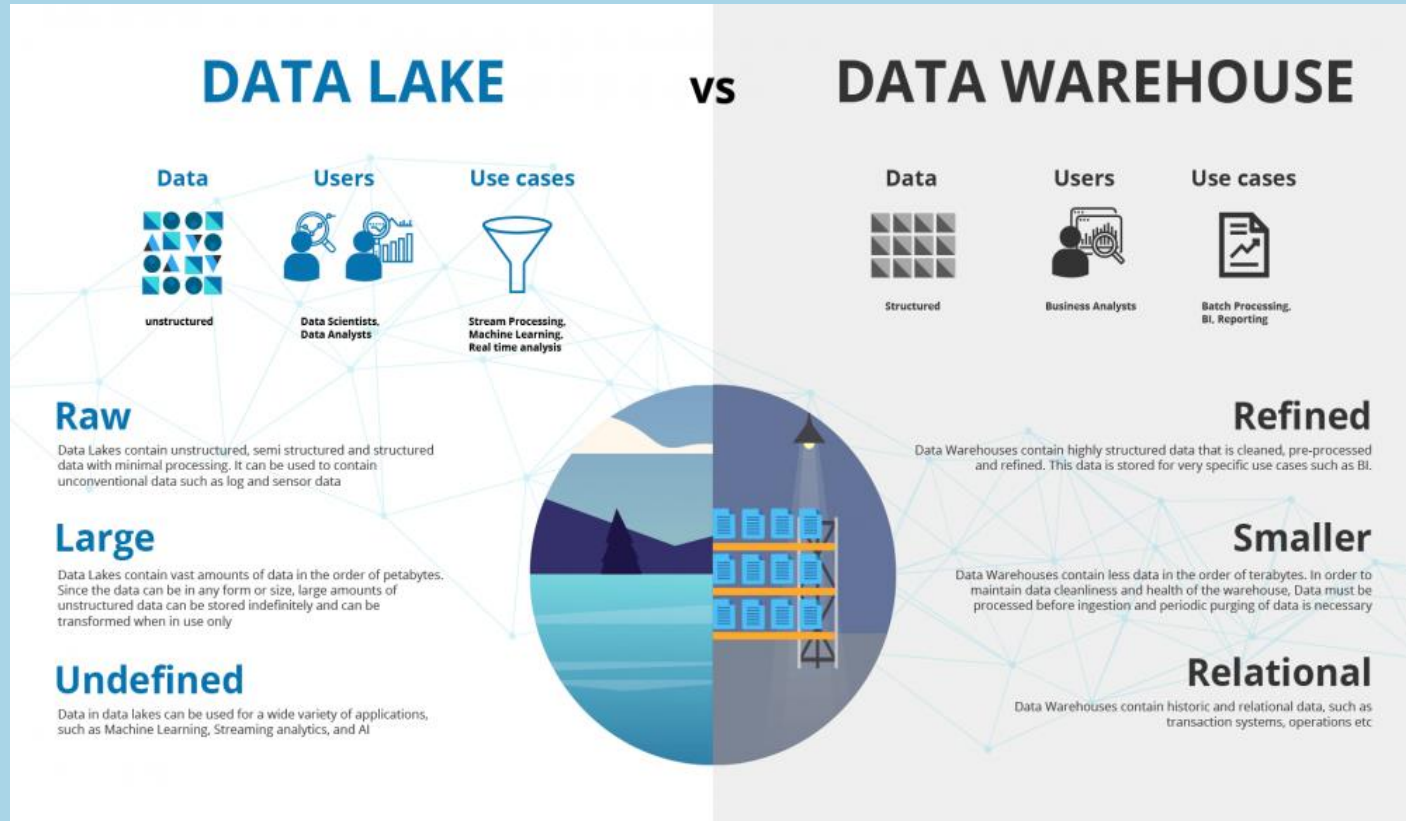 DATA LAKE
vs
DATA WAREHOUSE
Data
Users
Use cases
unstructured
Data Scientists,
Data Analysts
Stream Processing,
Machine Learning,
Real time analysis
Raw
Data Lakes contain unstructured, semi structured and structured
data with minimal processing. It can be used to contain
unconventional data such as log and sensor data
Large
Data Lakes contain vast amounts of data in the order of petabytes.
Since the data can be in any form or size, large amounts of
unstructured data can be stored indefinitely and can be
transformed when in use only
Undefined
Data in data lakes can be used for a wide variety of applications,
such as Machine Learning, Streaming analytics, and AI
Data
Users
Use cases
Structured
Business Analysts
Batch Processing,
BI, Reporting
Refined
Data Warehouses contain highly structured data that is cleaned, pre-processed
and refined. This data is stored for very specific use cases such as BI.
Smaller
Data Warehouses contain less data in the order of terabytes. In order to
maintain data cleanliness and health of the warehouse, Data must be
processed before ingestion and periodic purging of data is necessary
Relational
Data Warehouses contain historic and relational data, such as
transaction systems, operations etc